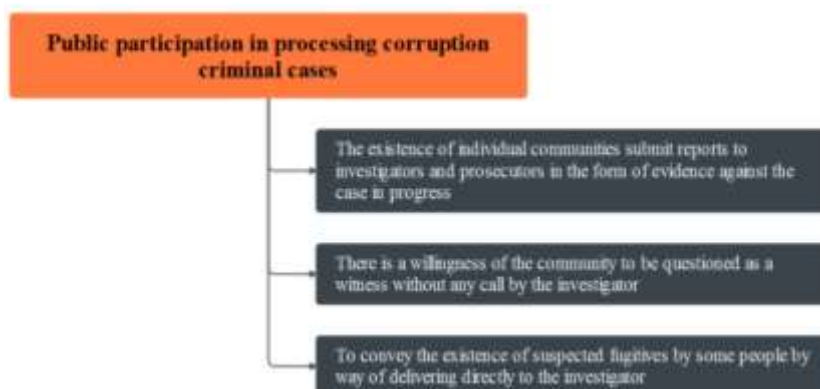 Public participation in processing corruption
criminal cases
The existence of individual communities submit reports to
investigators and prosecutors in the form of evidence against the
case in progress
There is a willingness of the community to be questioned as a
witness without any call by the investigator
To convey the existence of suspected fugitives by some people by
way of delivering directly to the investigator